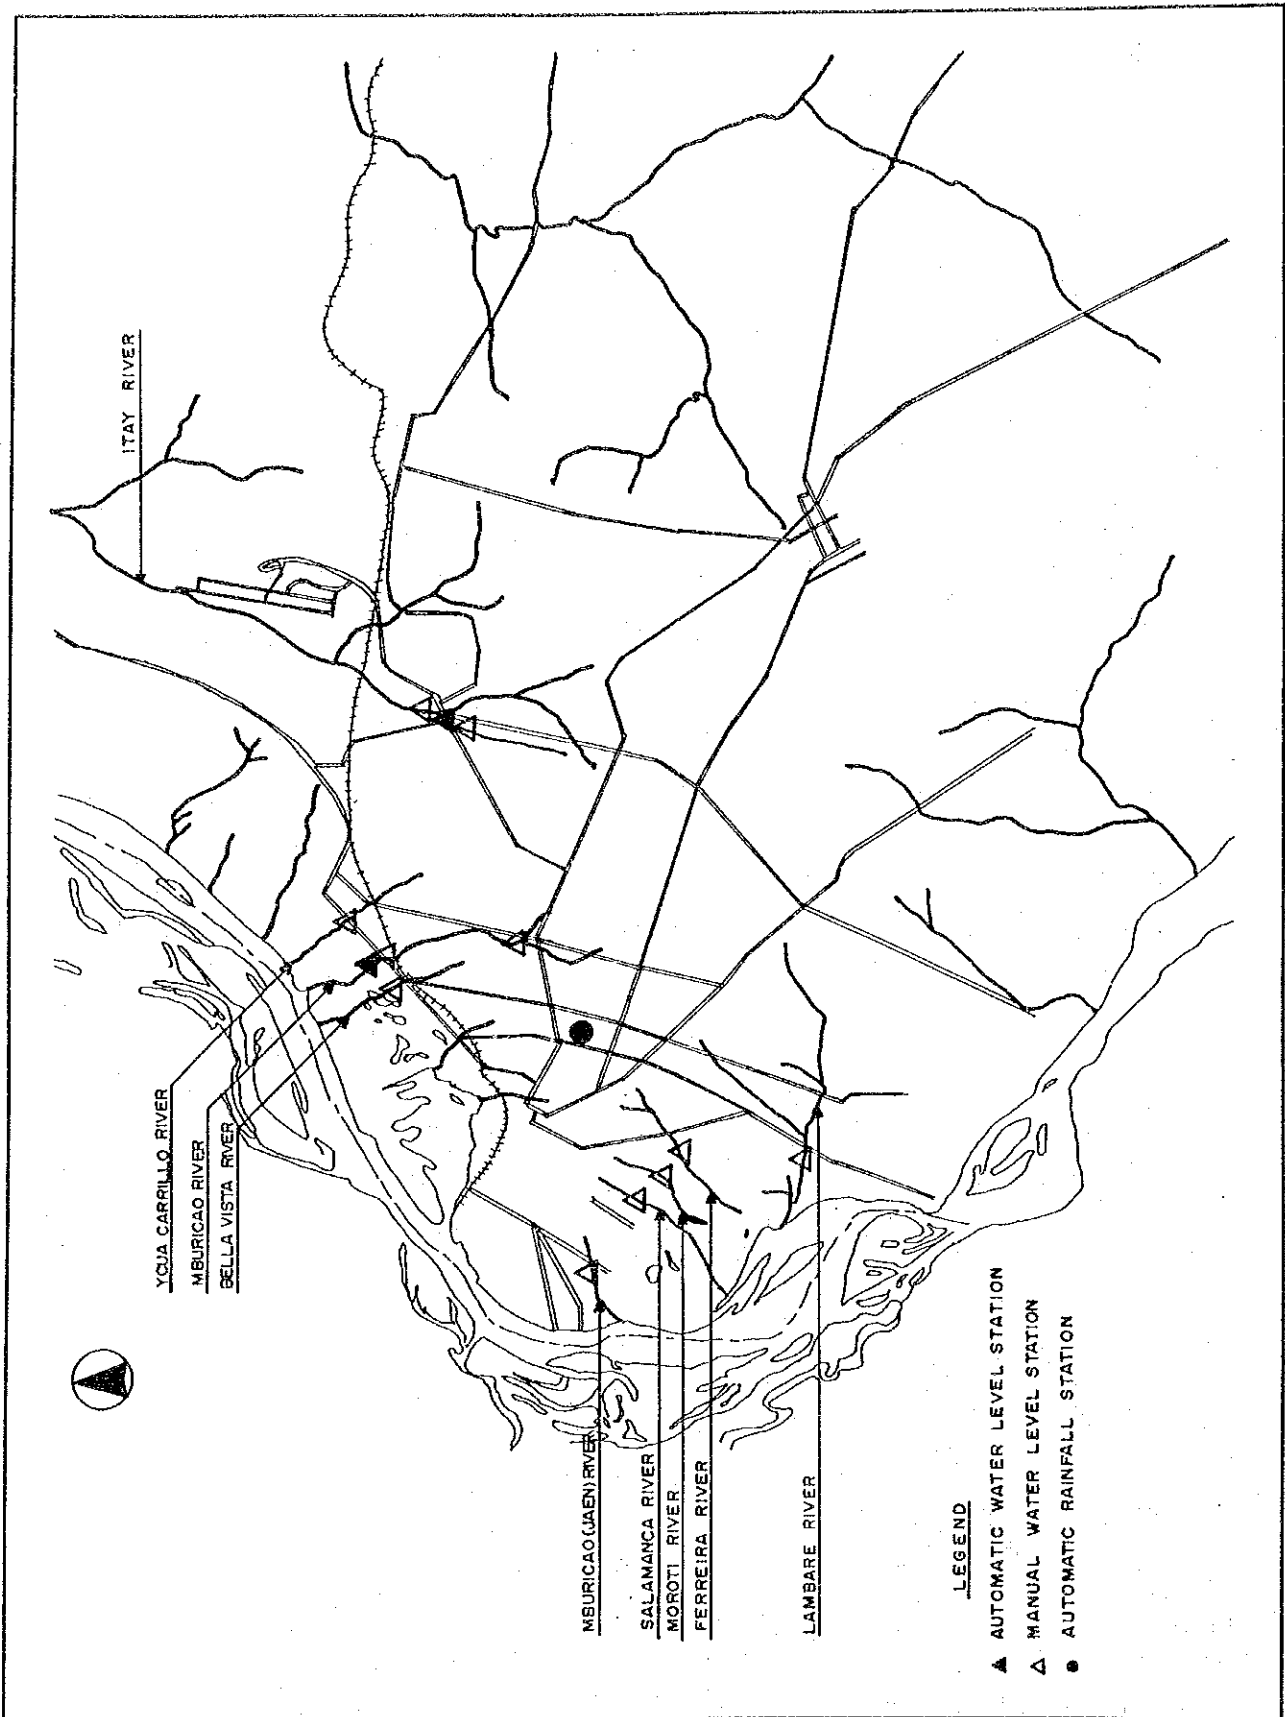 ITAY RIVER
YCUA CARRILLO RIVER
MBURICAO RIVER
BELLA VISTA RIVER
MBURICAO(JAEN)RIVER
SALAMANCA RIVER
MOROTI RIVER
FERREIRA RIVER
LAMBARE RIVER
LEGEND
AUTOMATIC WATER LEVEL STATION
MANUAL WATER LEVEL STATION
AUTOMATIC RAINFALL STATION